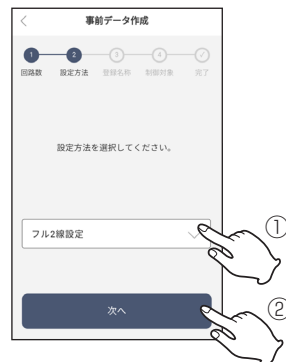 事前データ作成
1 2 3 4
回路数 設定方法 登録名称 制御対象 完了
設定方法を選択してください。
フル2線設定
①
次へ
②